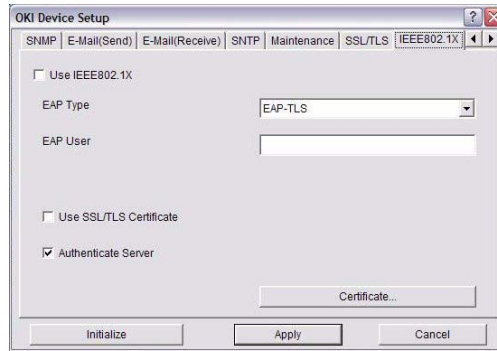 OKI Device Setup
SNMP E-Mail(Send) E-Mail(Receive) SNTP Maintenance SSL/TLS IEEE802.1X
Use IEEE802.1X
EAP Type EAP-TLS
EAP User
Use SSL/TLS Certificate
Authenticate Server
Certificate...
Initialize Apply Cancel